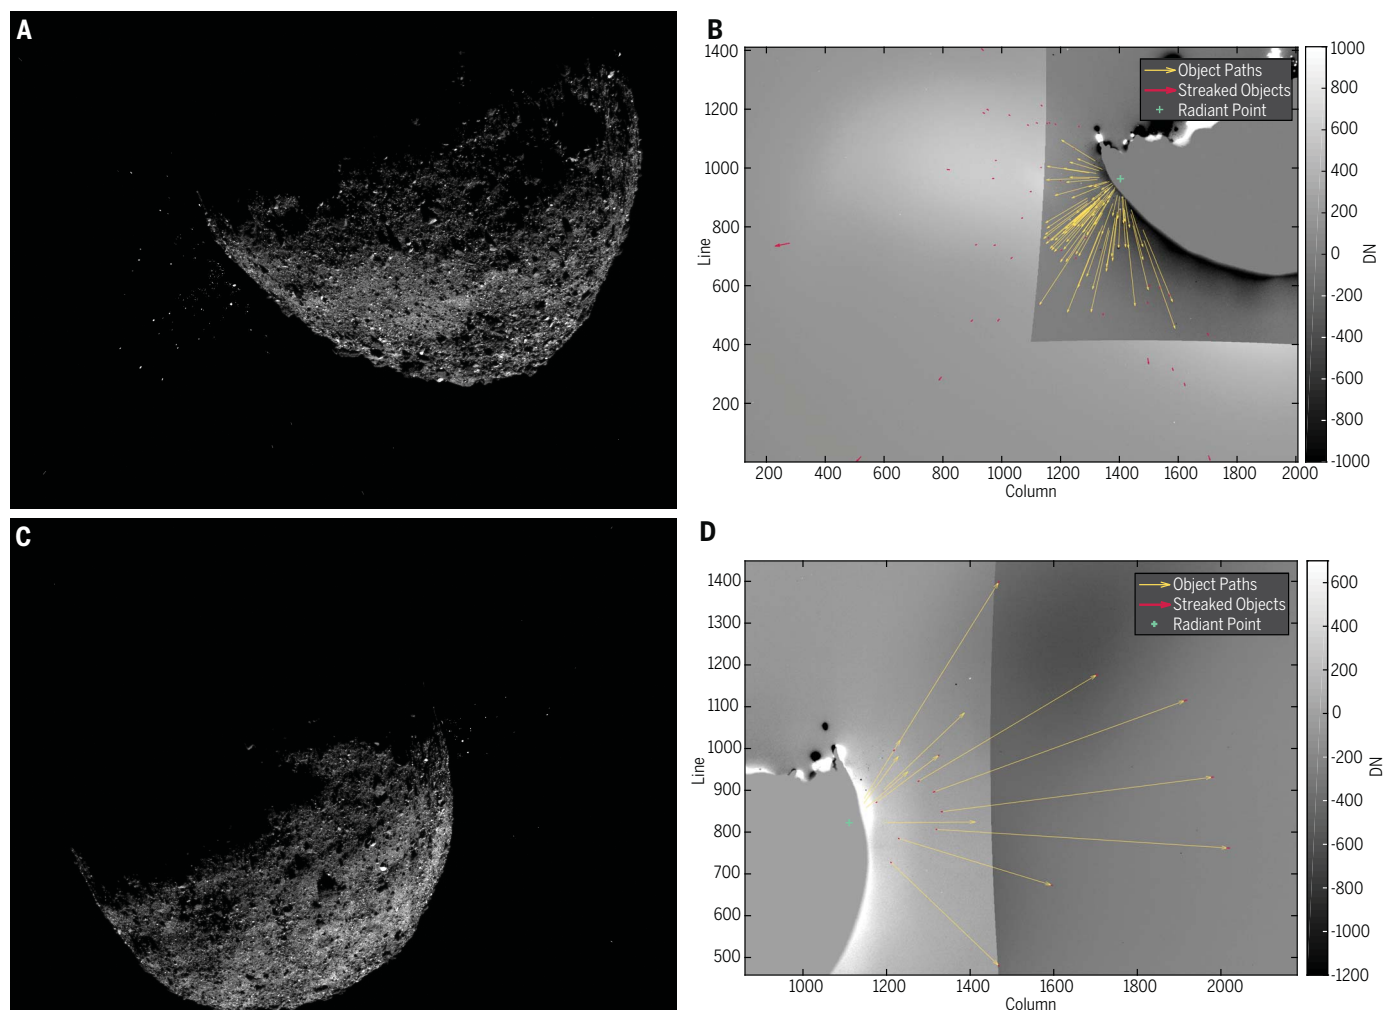 A
B
Object Paths
Streaked Objects
Radiant Point
1400
1200
1000
800
600
400
200
Line
200 400 600 800 1000 1200 1400 1600 1800 2000
Column
1000
800
600
400
200
0
-200
-400
-600
-800
-1000
DN
C
D
Object Paths
Streaked Objects
Radiant Point
1400
1300
1200
1100
1000
900
800
700
600
500
Line
1000 1200 1400 1600 1800 2000
Column
600
400
200
0
-200
-400
-600
-800
-1000
-1200
DN